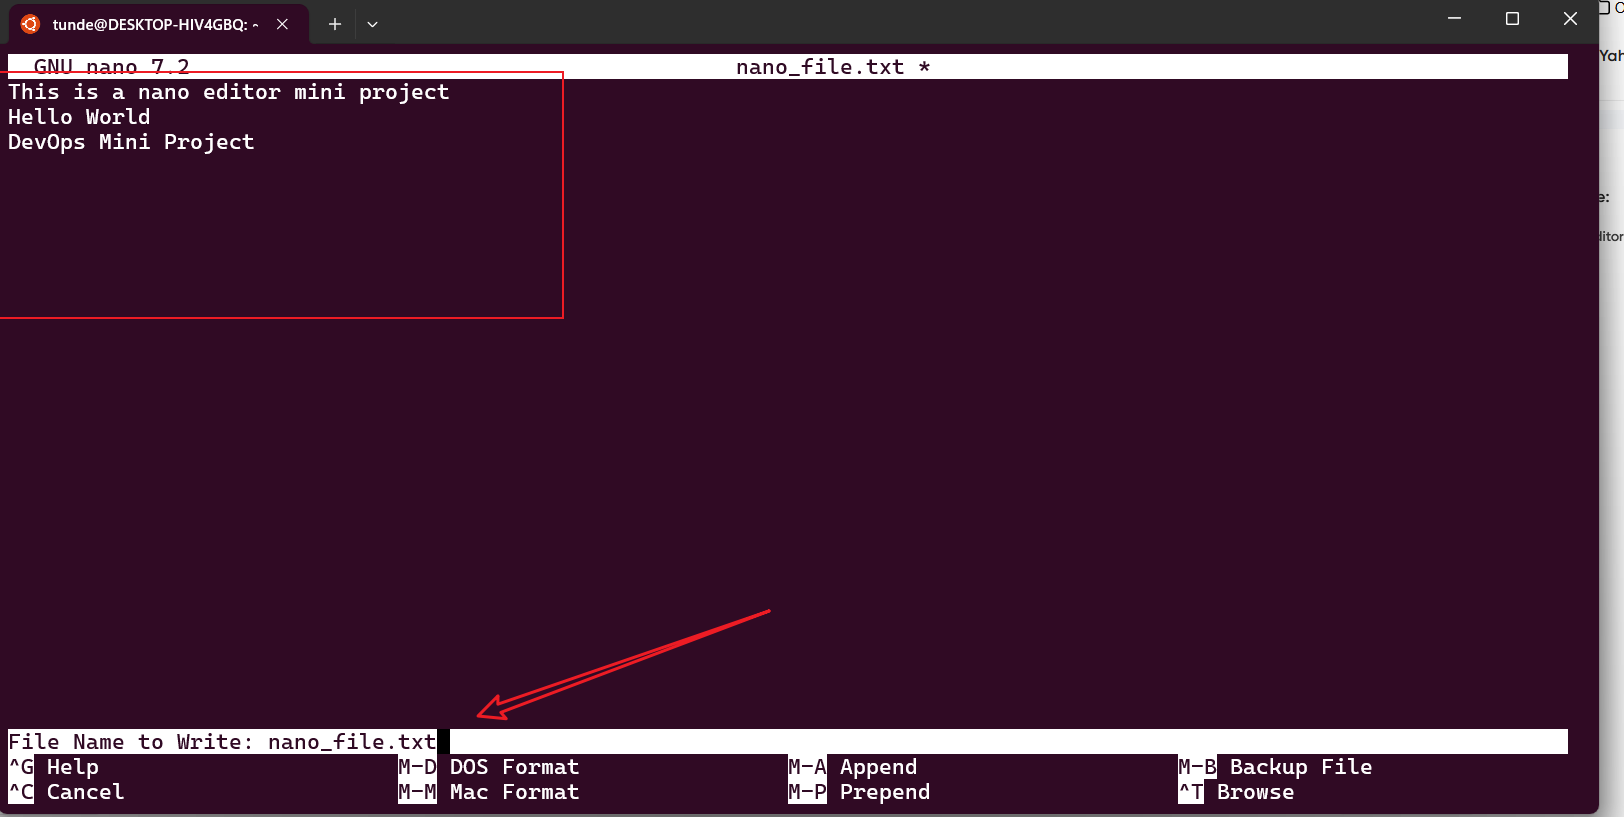 tunde@DESKTOP-HIV4GBQ: ~
GNU nano 7.2 nano_file.txt *
This is a nano editor mini project
Hello World
DevOps Mini Project
File Name to Write: nano_file.txt
^G Help M-D DOS Format M-A Append M-B Backup File
^C Cancel M-M Mac Format M-P Prepend ^T Browse